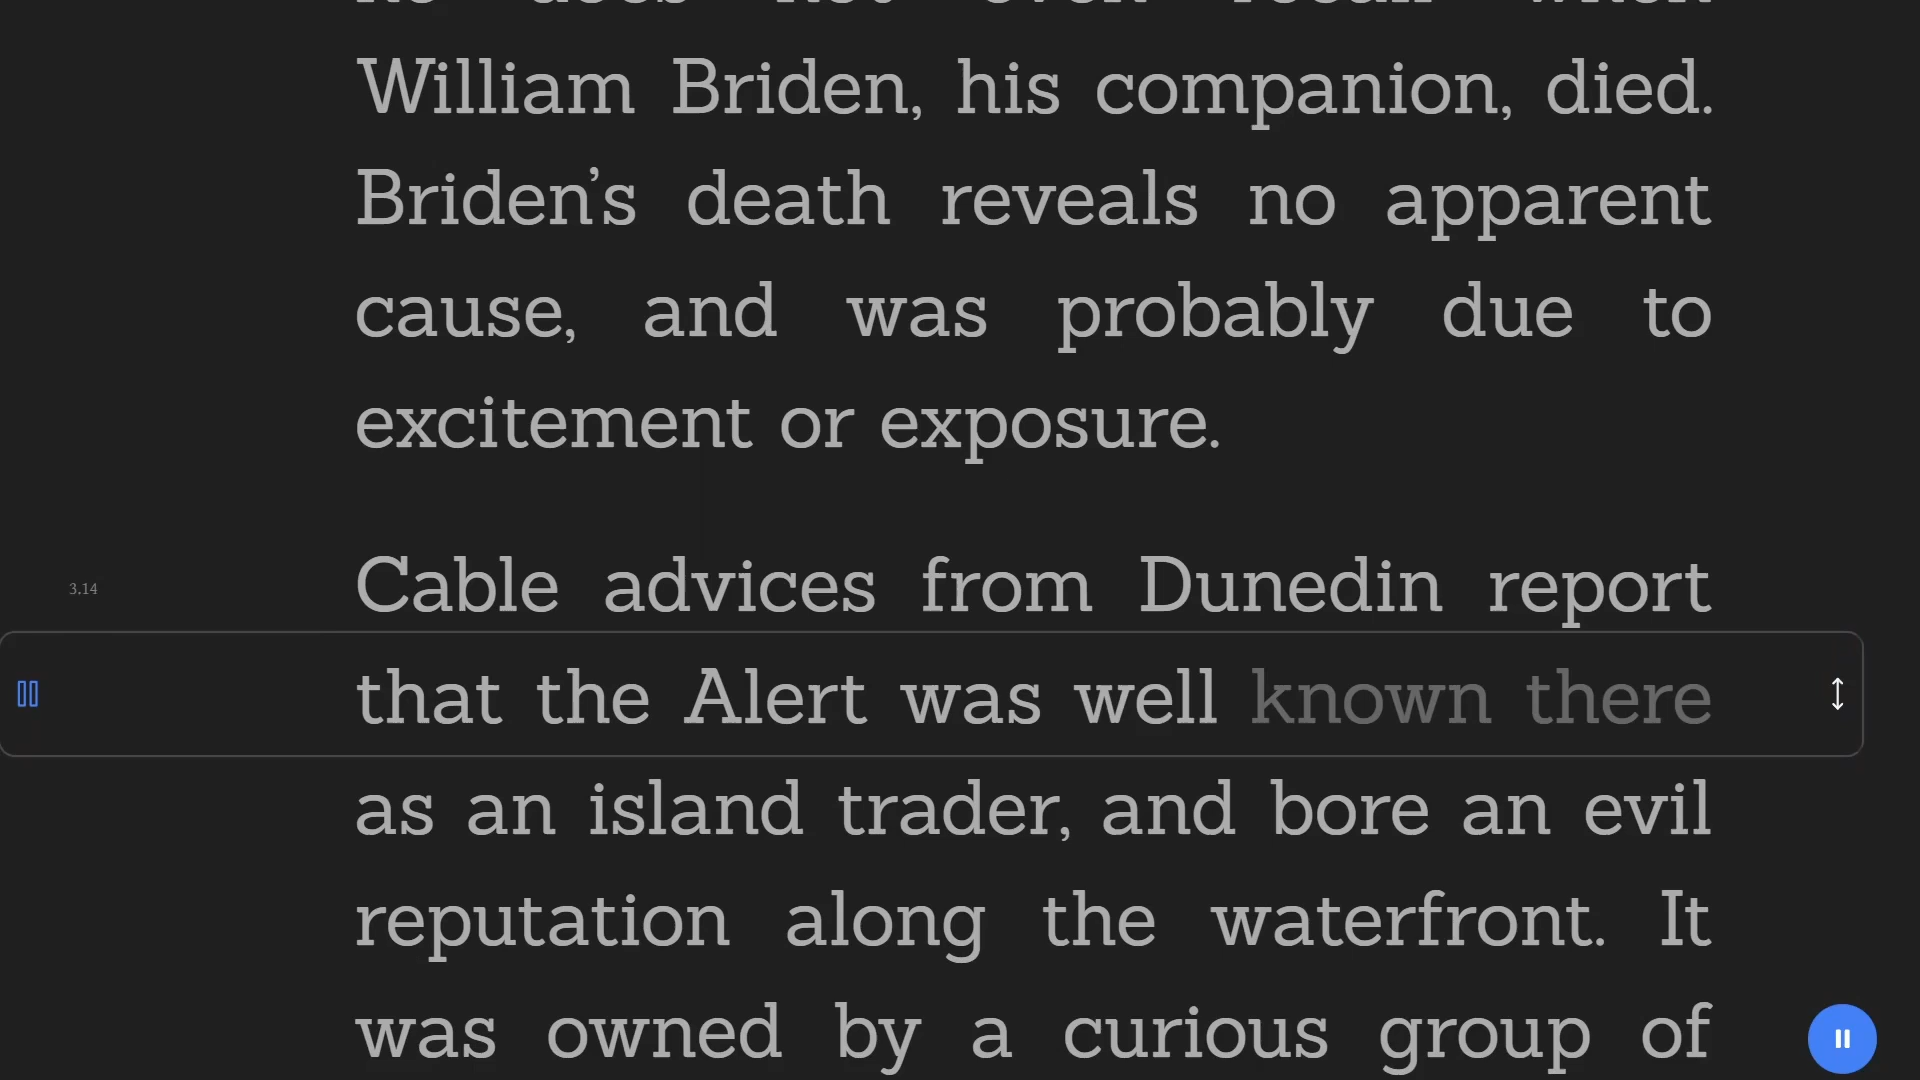 William Briden, his companion, died.
Briden’s death reveals no apparent
cause, and was probably due to
excitement or exposure.
3.14
Cable advices from Dunedin report
that the Alert was well known there
as an island trader, and bore an evil
reputation along the waterfront. It
was owned by a curious group of